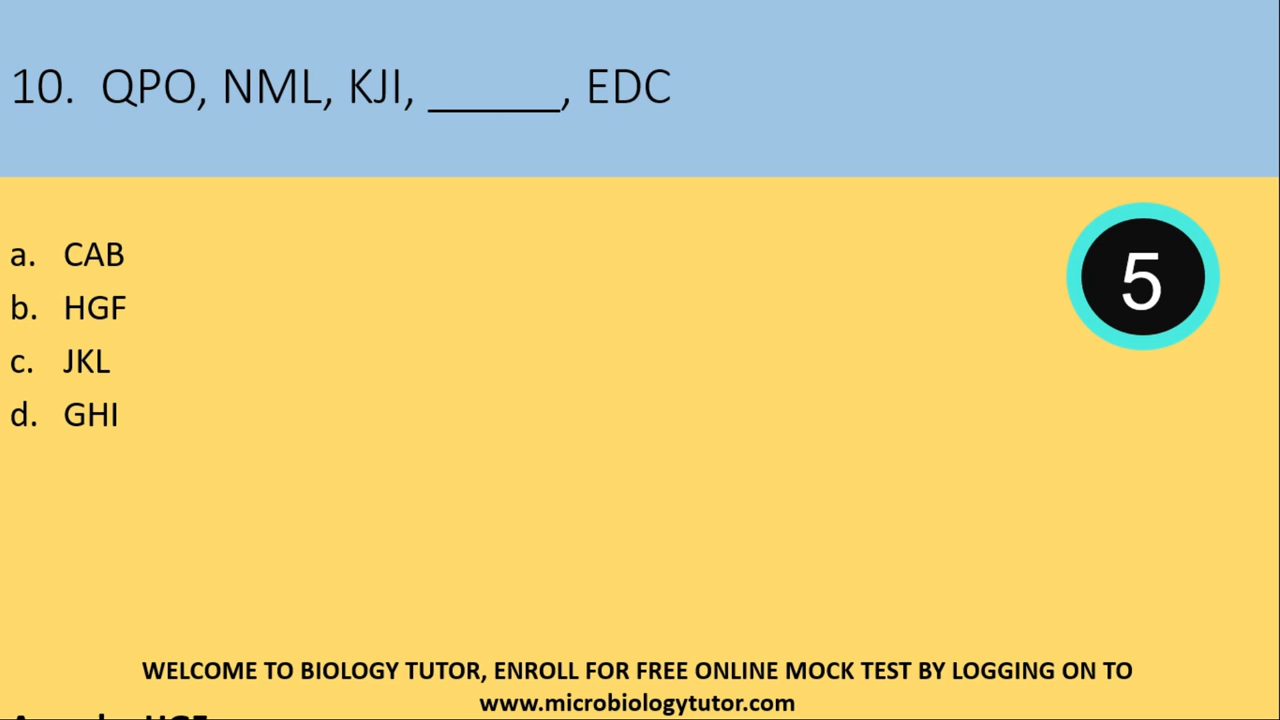 10. QPO, NML, KJI, _____, EDC
a. CAB
b. HGF
c. JKL
d. GHI
5
WELCOME TO BIOLOGY TUTOR, ENROLL FOR FREE ONLINE MOCK TEST BY LOGGING ON TO
www.microbiologytutor.com